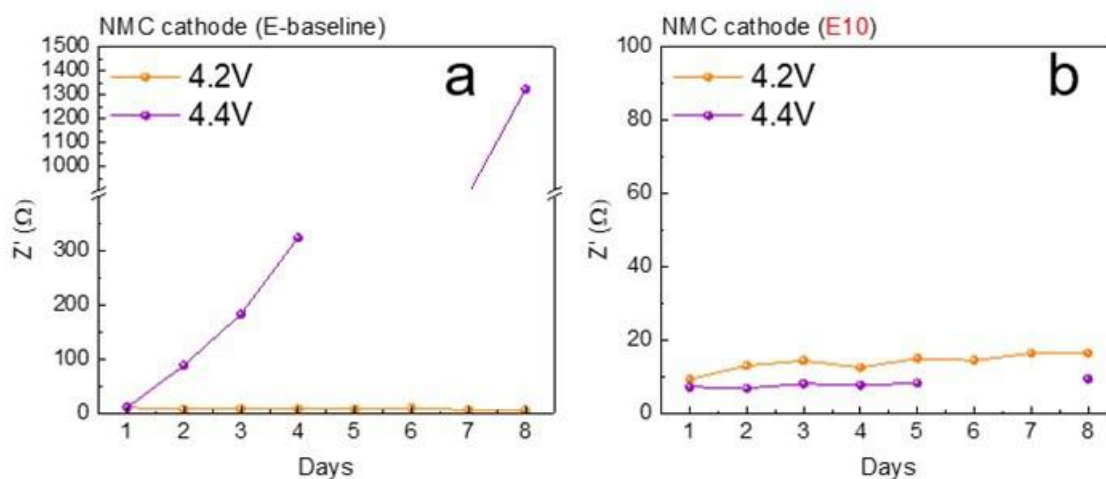 NMC cathode (E-baseline)
1500
1400
1300
1200
1100
1000
300
200
100
0
Z' (Ω)
4.2V
4.4V
a
1 2 3 4 5 6 7 8
Days
NMC cathode (E10)
100
80
60
40
20
0
Z' (Ω)
4.2V
4.4V
b
1 2 3 4 5 6 7 8
Days